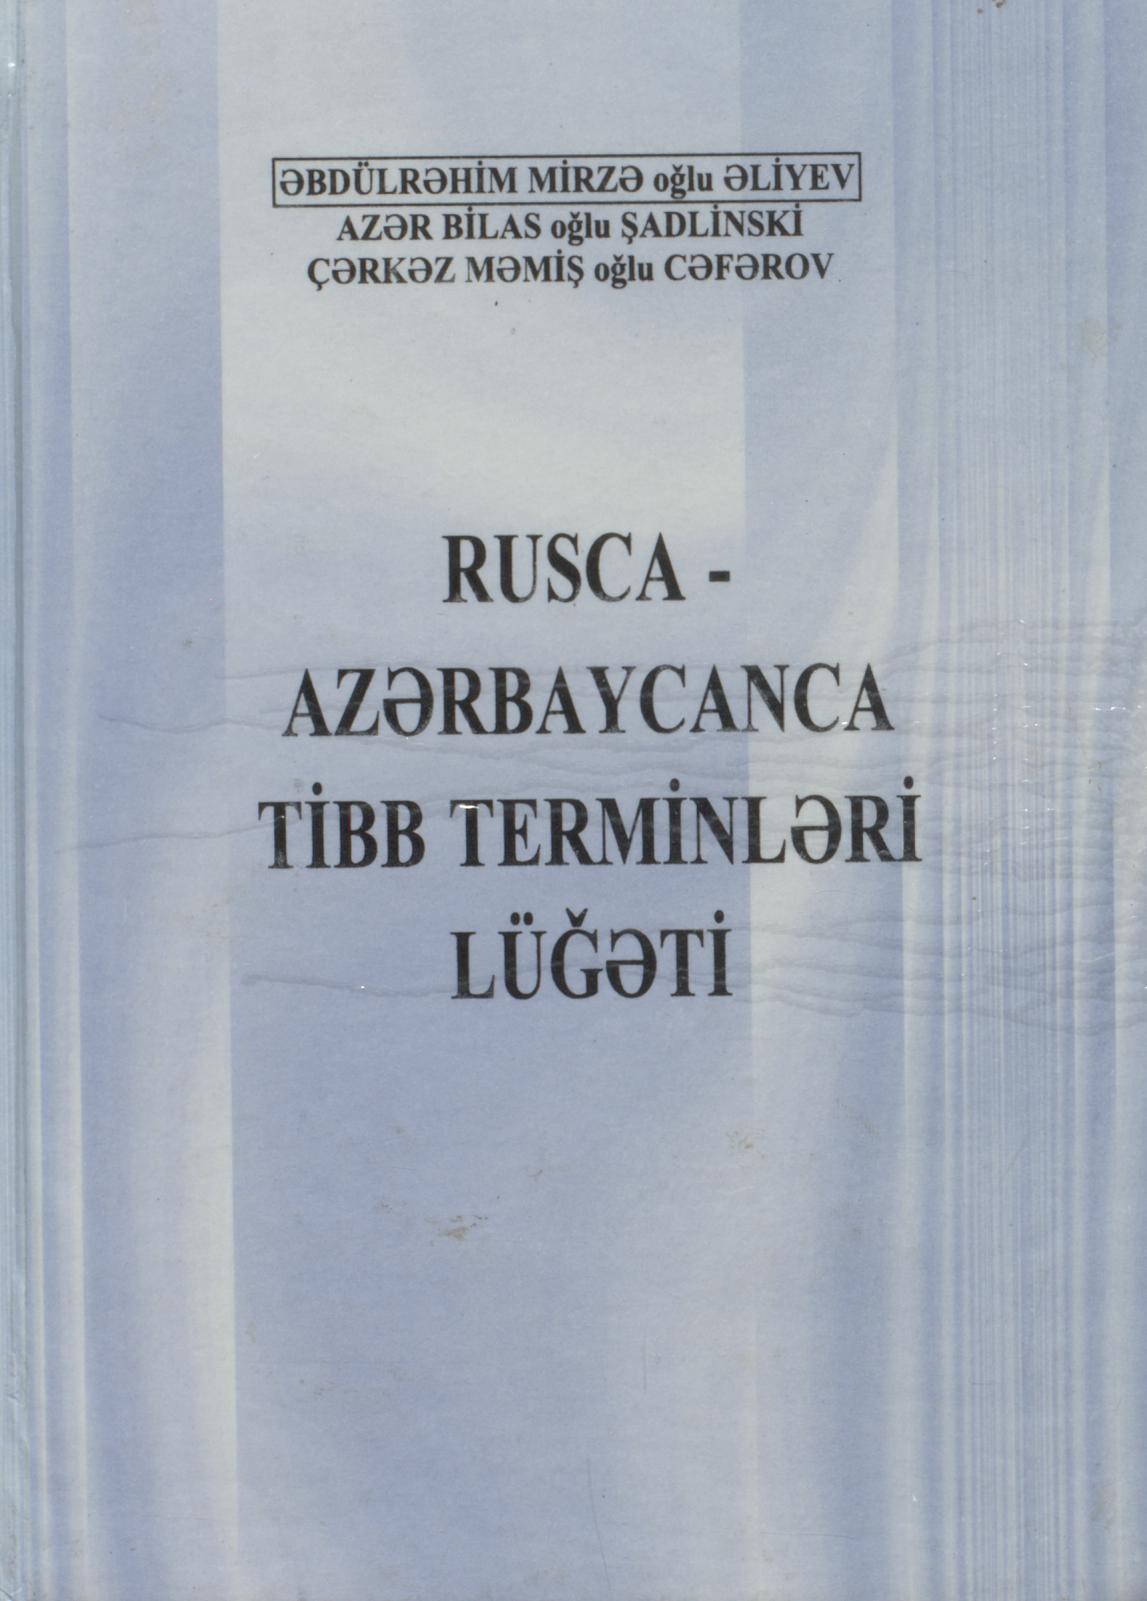 ƏBDÜLRƏHİM MİRZƏ oğlu ƏLİYEV
AZƏR BİLAS oğlu ŞADLİNSKİ
ÇƏRKƏZ MƏMİŞ oğlu CƏFƏROV
RUSCA -
AZƏRBAYCANCA
TİBB TERMİNLƏRİ
LÜĞƏTİ